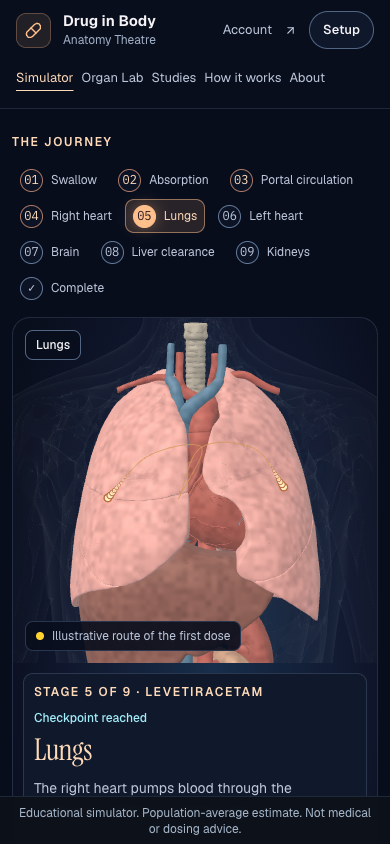 Drug in Body
Anatomy Theatre
Account ↗ Setup
Simulator Organ Lab Studies How it works About
THE JOURNEY
01 Swallow 02 Absorption 03 Portal circulation
04 Right heart 05 Lungs 06 Left heart
07 Brain 08 Liver clearance 09 Kidneys
✓ Complete
Lungs
Illustrative route of the first dose
STAGE 5 OF 9 · LEVETIRACETAM
Checkpoint reached
Lungs
The right heart pumps blood through the
Educational simulator. Population-average estimate. Not medical
or dosing advice.